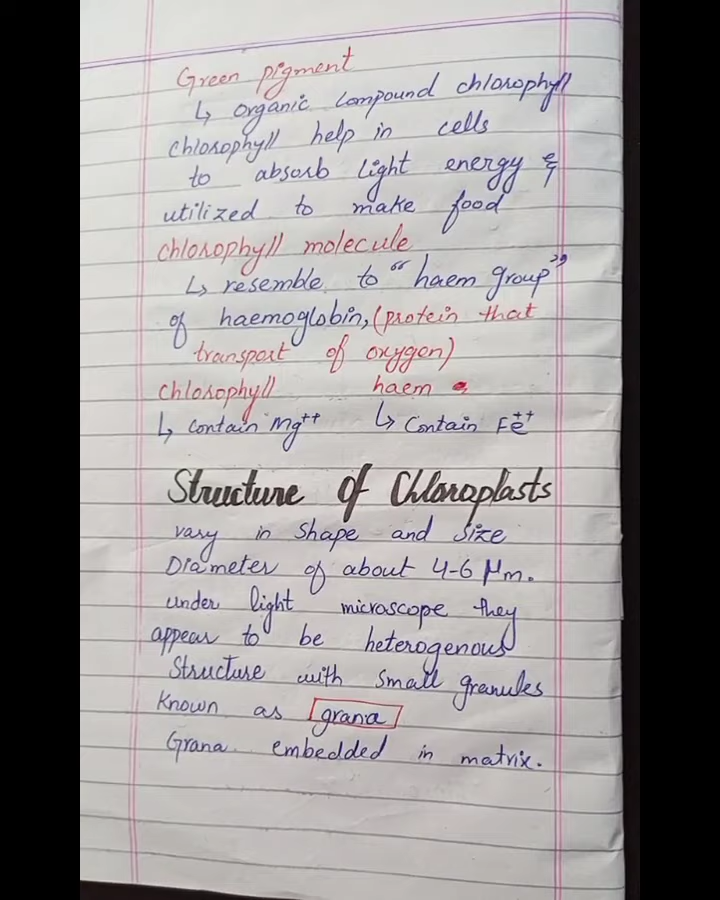 Green pigment
↳ organic compound chlorophyll
chlorophyll help in cells
to absorb light energy &
utilized to make food
chlorophyll molecule
↳ resemble to "haem group"
of haemoglobin, (protein that
transport of oxygen)
chlorophyll haem
↳ contain Mg++ ↳ contain Fe++
Structure of Chloroplasts
vary in shape and size
Diameter of about 4-6 μm.
under light microscope they
appear to be heterogenous
Structure with small granules
known as grana
Grana embedded in matrix.